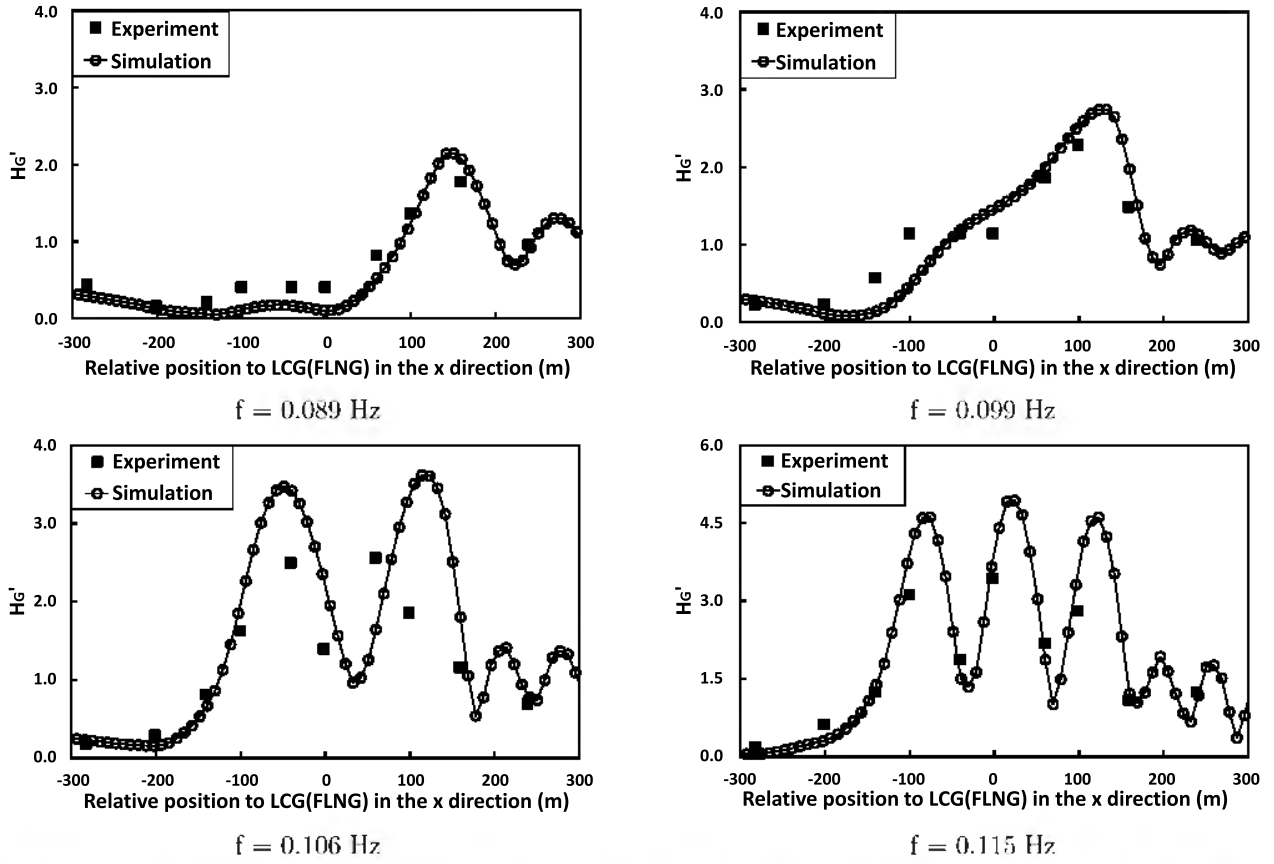 4.0
Experiment
Simulation
3.0
2.0
1.0
0.0
HG'
-300 -200 -100 0 100 200 300
Relative position to LCG(FLNG) in the x direction (m)
f = 0.089 Hz
4.0
Experiment
Simulation
3.0
2.0
1.0
0.0
HG'
-300 -200 -100 0 100 200 300
Relative position to LCG(FLNG) in the x direction (m)
f = 0.099 Hz
4.0
Experiment
Simulation
3.0
2.0
1.0
0.0
HG'
-300 -200 -100 0 100 200 300
Relative position to LCG(FLNG) in the x direction (m)
f = 0.106 Hz
6.0
Experiment
Simulation
4.5
3.0
1.5
0.0
HG'
-300 -200 -100 0 100 200 300
Relative position to LCG(FLNG) in the x direction (m)
f = 0.115 Hz